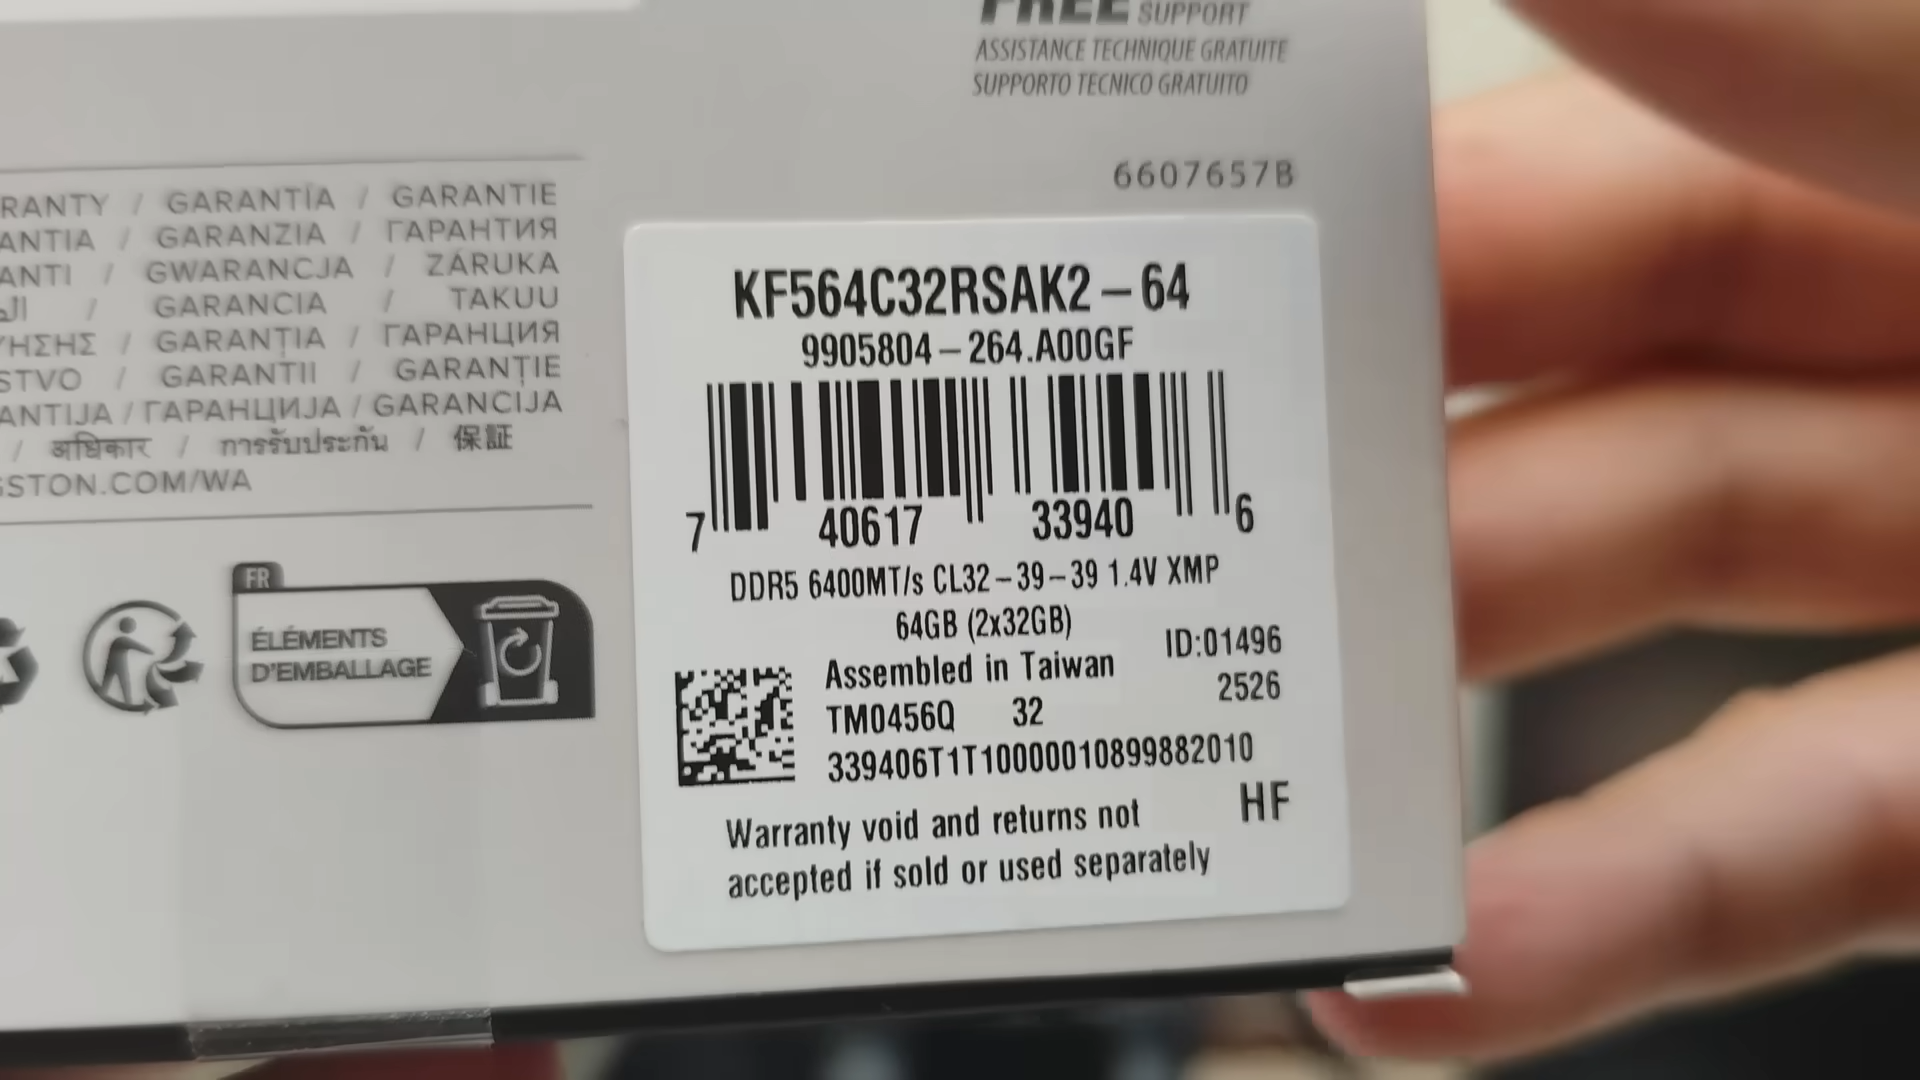 FREE SUPPORT
ASSISTANCE TECHNIQUE GRATUITE
SUPPORTO TECNICO GRATUITO
6607657B
RANTY / GARANTÍA / GARANTIE
ANTIA / GARANZIA / ГАРАНТИЯ
ANTI / GWARANCJA / ZÁRUKA
/ GARANCIA / TAKUU
ΥΗΣΗΣ / GARANȚIA / ГАРАНЦИЯ
STVO / GARANTII / GARANȚIE
ANTIJA / ГАРАНЦИЈА / GARANCIJA
/ अधिकार / การรับประกัน / 保証
GSTON.COM/WA
FR
ÉLÉMENTS
D'EMBALLAGE
KF564C32RSAK2-64
9905804-264.A00GF
7 40617 33940 6
DDR5 6400MT/s CL32-39-39 1.4V XMP
64GB (2x32GB)
ID:01496
Assembled in Taiwan
2526
TM0456Q 32
339406T1T10000010899882010
HF
Warranty void and returns not
accepted if sold or used separately